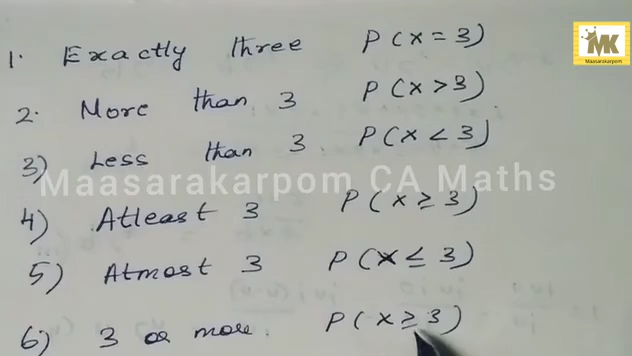 MK
Maasarakarpom
1. Exactly three P(x = 3)
2. More than 3 P(x > 3)
3) Less than 3 P(x < 3)
Maasarakarpom CA Maths
4) Atleast 3 P(x ≥ 3)
5) Atmost 3 P(x ≤ 3)
6) 3 or more. P(x ≥ 3)